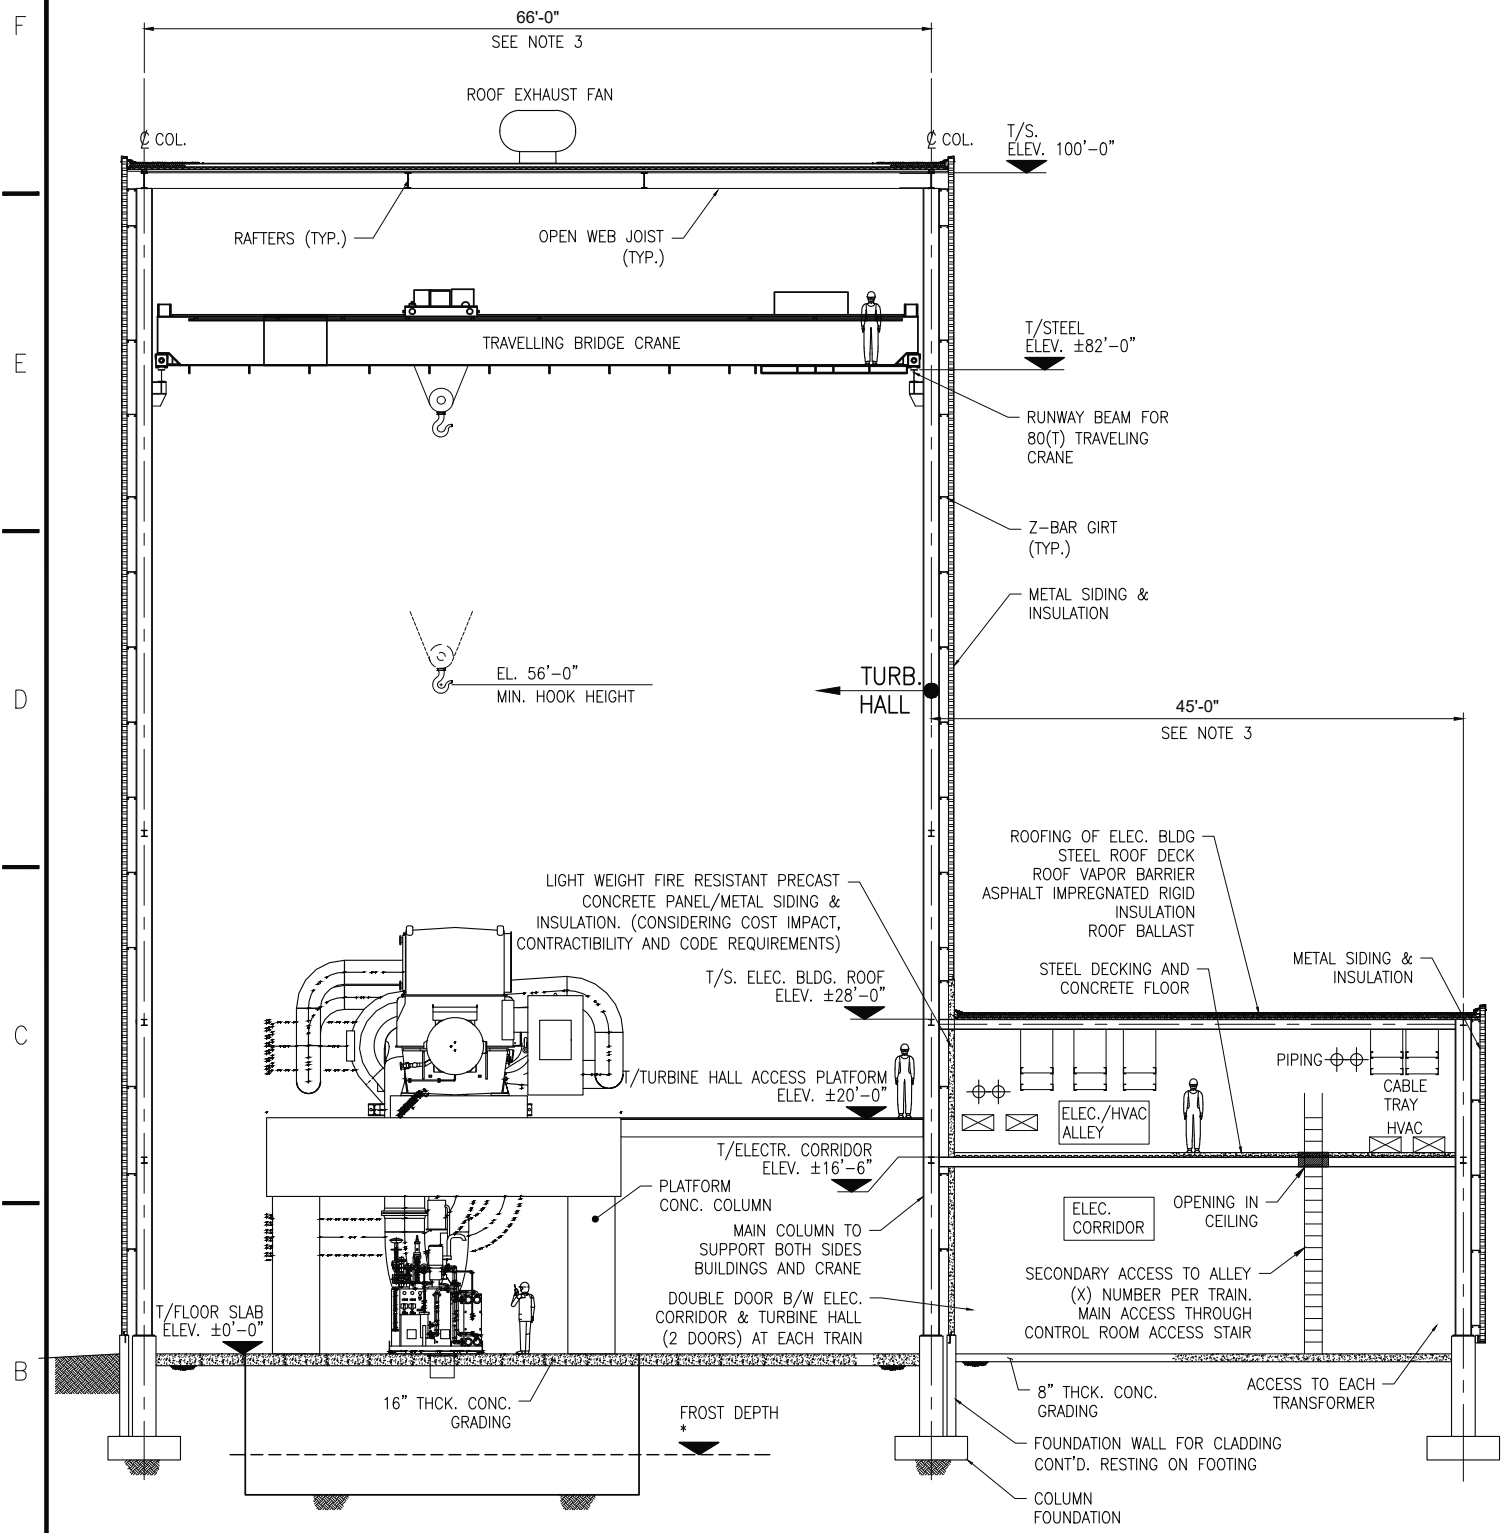 F
66'-0"
SEE NOTE 3
ROOF EXHAUST FAN
℄ COL.
℄ COL.
T/S.
ELEV. 100'-0"
RAFTERS (TYP.)
OPEN WEB JOIST
(TYP.)
E
TRAVELLING BRIDGE CRANE
T/STEEL
ELEV. ±82'-0"
RUNWAY BEAM FOR
80(T) TRAVELING
CRANE
Z-BAR GIRT
(TYP.)
METAL SIDING &
INSULATION
D
EL. 56'-0"
MIN. HOOK HEIGHT
TURB.
HALL
45'-0"
SEE NOTE 3
ROOFING OF ELEC. BLDG
STEEL ROOF DECK
ROOF VAPOR BARRIER
ASPHALT IMPREGNATED RIGID
INSULATION
ROOF BALLAST
LIGHT WEIGHT FIRE RESISTANT PRECAST
CONCRETE PANEL/METAL SIDING &
INSULATION. (CONSIDERING COST IMPACT,
CONTRACTIBILITY AND CODE REQUIREMENTS)
STEEL DECKING AND
CONCRETE FLOOR
METAL SIDING &
INSULATION
T/S. ELEC. BLDG. ROOF
ELEV. ±28'-0"
C
PIPING
CABLE
TRAY
HVAC
T/TURBINE HALL ACCESS PLATFORM
ELEV. ±20'-0"
ELEC./HVAC
ALLEY
T/ELECTR. CORRIDOR
ELEV. ±16'-6"
PLATFORM
CONC. COLUMN
ELEC.
CORRIDOR
OPENING IN
CEILING
MAIN COLUMN TO
SUPPORT BOTH SIDES
BUILDINGS AND CRANE
SECONDARY ACCESS TO ALLEY
(X) NUMBER PER TRAIN.
MAIN ACCESS THROUGH
CONTROL ROOM ACCESS STAIR
DOUBLE DOOR B/W ELEC.
CORRIDOR & TURBINE HALL
(2 DOORS) AT EACH TRAIN
T/FLOOR SLAB
ELEV. ±0'-0"
B
16" THCK. CONC.
GRADING
FROST DEPTH
*
8" THCK. CONC.
GRADING
ACCESS TO EACH
TRANSFORMER
FOUNDATION WALL FOR CLADDING
CONT'D. RESTING ON FOOTING
COLUMN
FOUNDATION